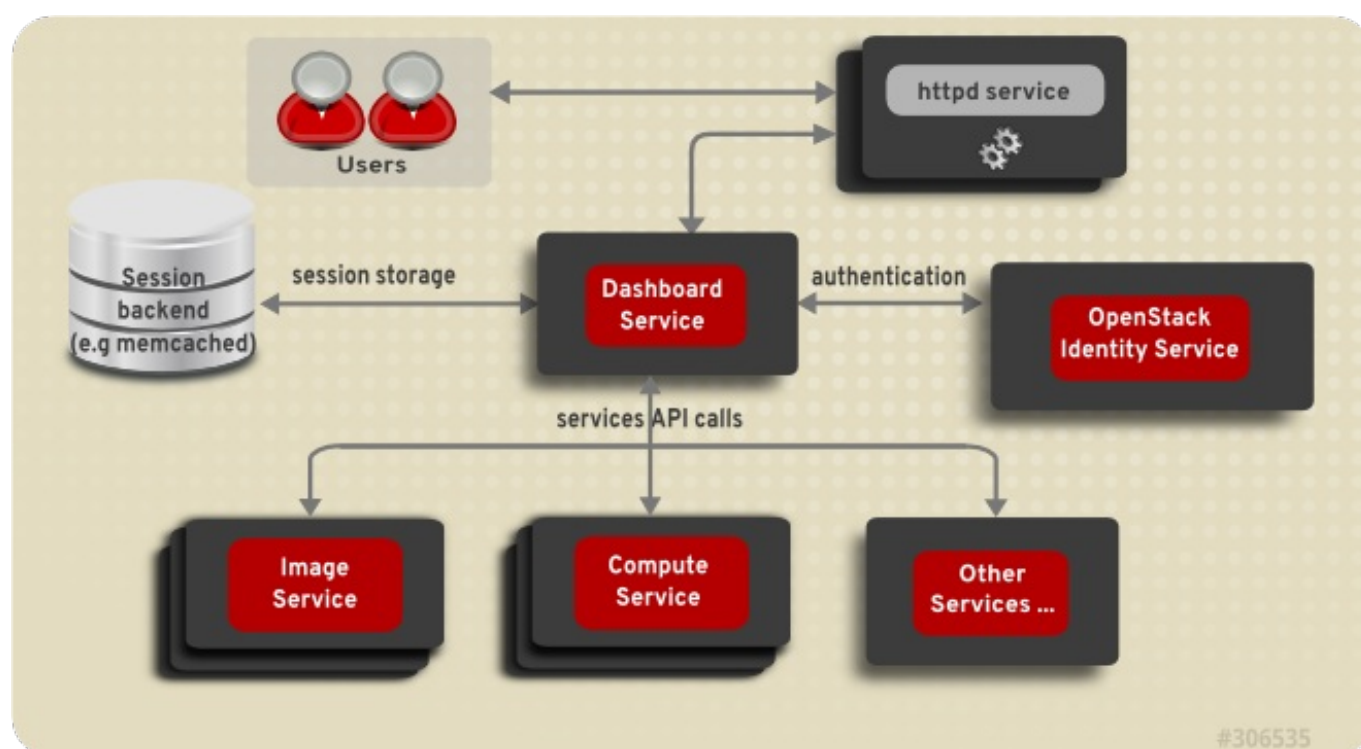 httpd service
Users
Session
backend
(e.g memcached)
session storage
Dashboard
Service
authentication
OpenStack
Identity Service
services API calls
Image
Service
Compute
Service
Other
Services ...
#306535